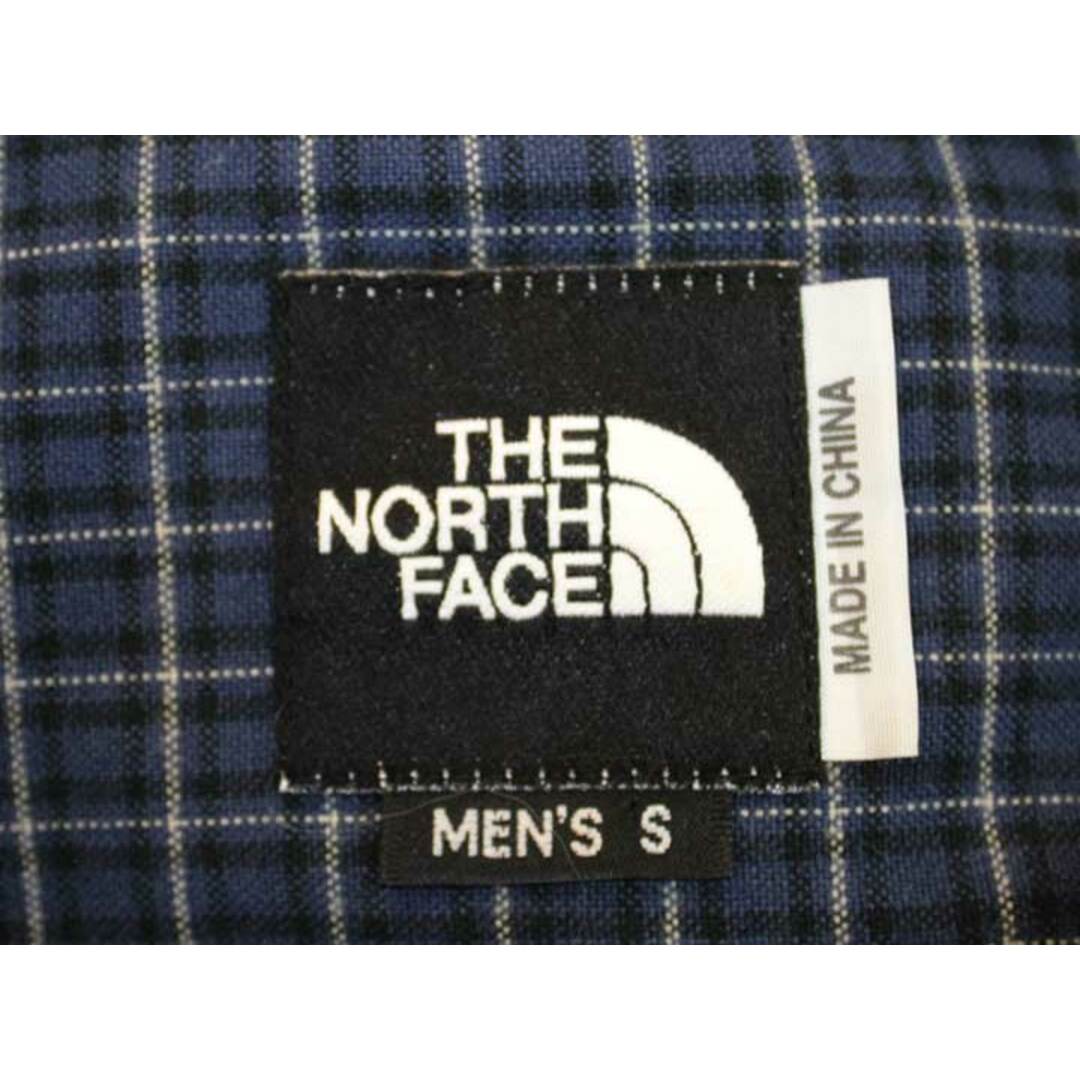 THE
NORTH
FACE
MADE IN CHINA
MEN'S S